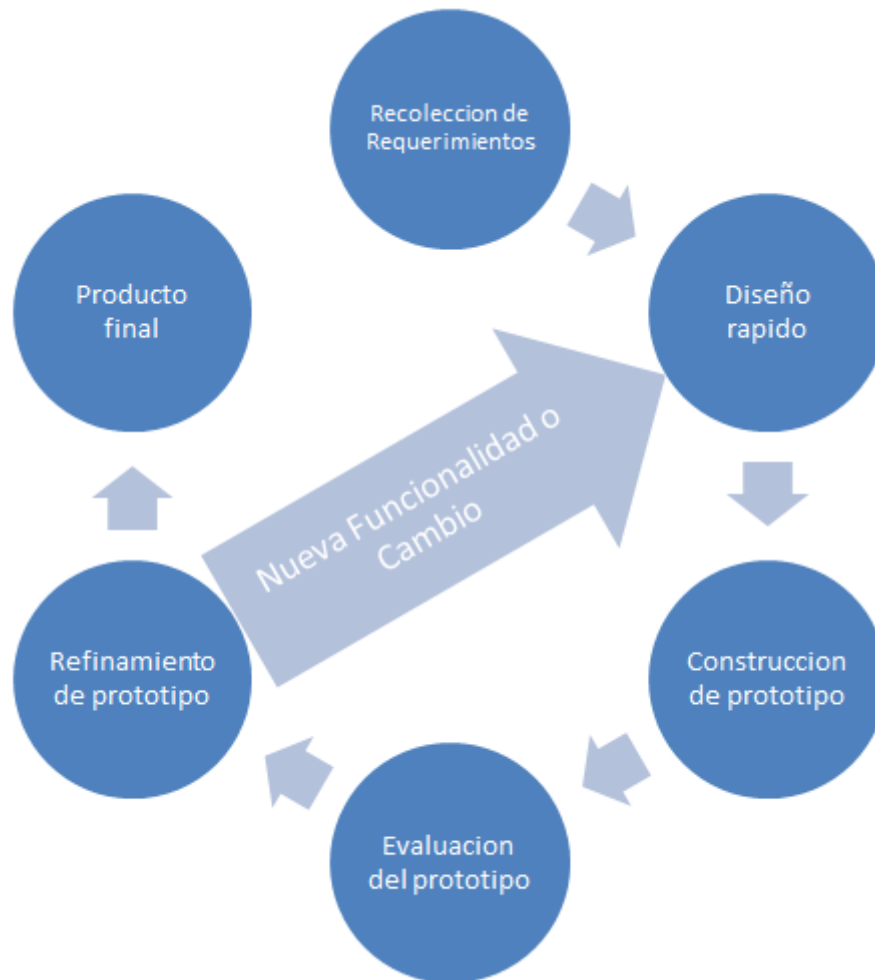 Recoleccion de
Requerimientos
Diseño
rapido
Construccion
de prototipo
Evaluacion
del prototipo
Refinamiento
de prototipo
Producto
final
Nueva Funcionalidad o
Cambio